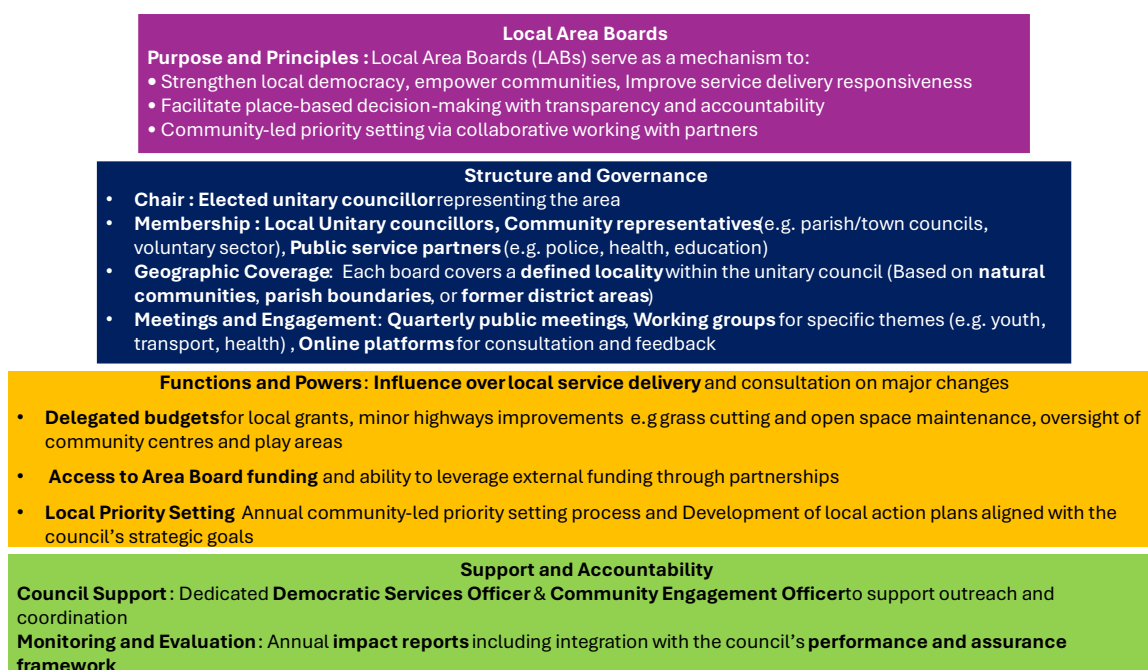 Local Area Boards
Purpose and Principles : Local Area Boards (LABs) serve as a mechanism to:
• Strengthen local democracy, empower communities, Improve service delivery responsiveness
• Facilitate place-based decision-making with transparency and accountability
• Community-led priority setting via collaborative working with partners
Structure and Governance
• Chair : Elected unitary councillor representing the area
• Membership : Local Unitary councillors, Community representatives (e.g. parish/town councils,
voluntary sector), Public service partners (e.g. police, health, education)
• Geographic Coverage: Each board covers a defined locality within the unitary council (Based on natural
communities, parish boundaries, or former district areas)
• Meetings and Engagement: Quarterly public meetings, Working groups for specific themes (e.g. youth,
transport, health) , Online platforms for consultation and feedback
Functions and Powers: Influence over local service delivery and consultation on major changes
• Delegated budgets for local grants, minor highways improvements e.g grass cutting and open space maintenance, oversight of
community centres and play areas
• Access to Area Board funding and ability to leverage external funding through partnerships
• Local Priority Setting Annual community-led priority setting process and Development of local action plans aligned with the
council's strategic goals
Support and Accountability
Council Support: Dedicated Democratic Services Officer & Community Engagement Officer to support outreach and
coordination
Monitoring and Evaluation: Annual impact reports including integration with the council's performance and assurance
framework